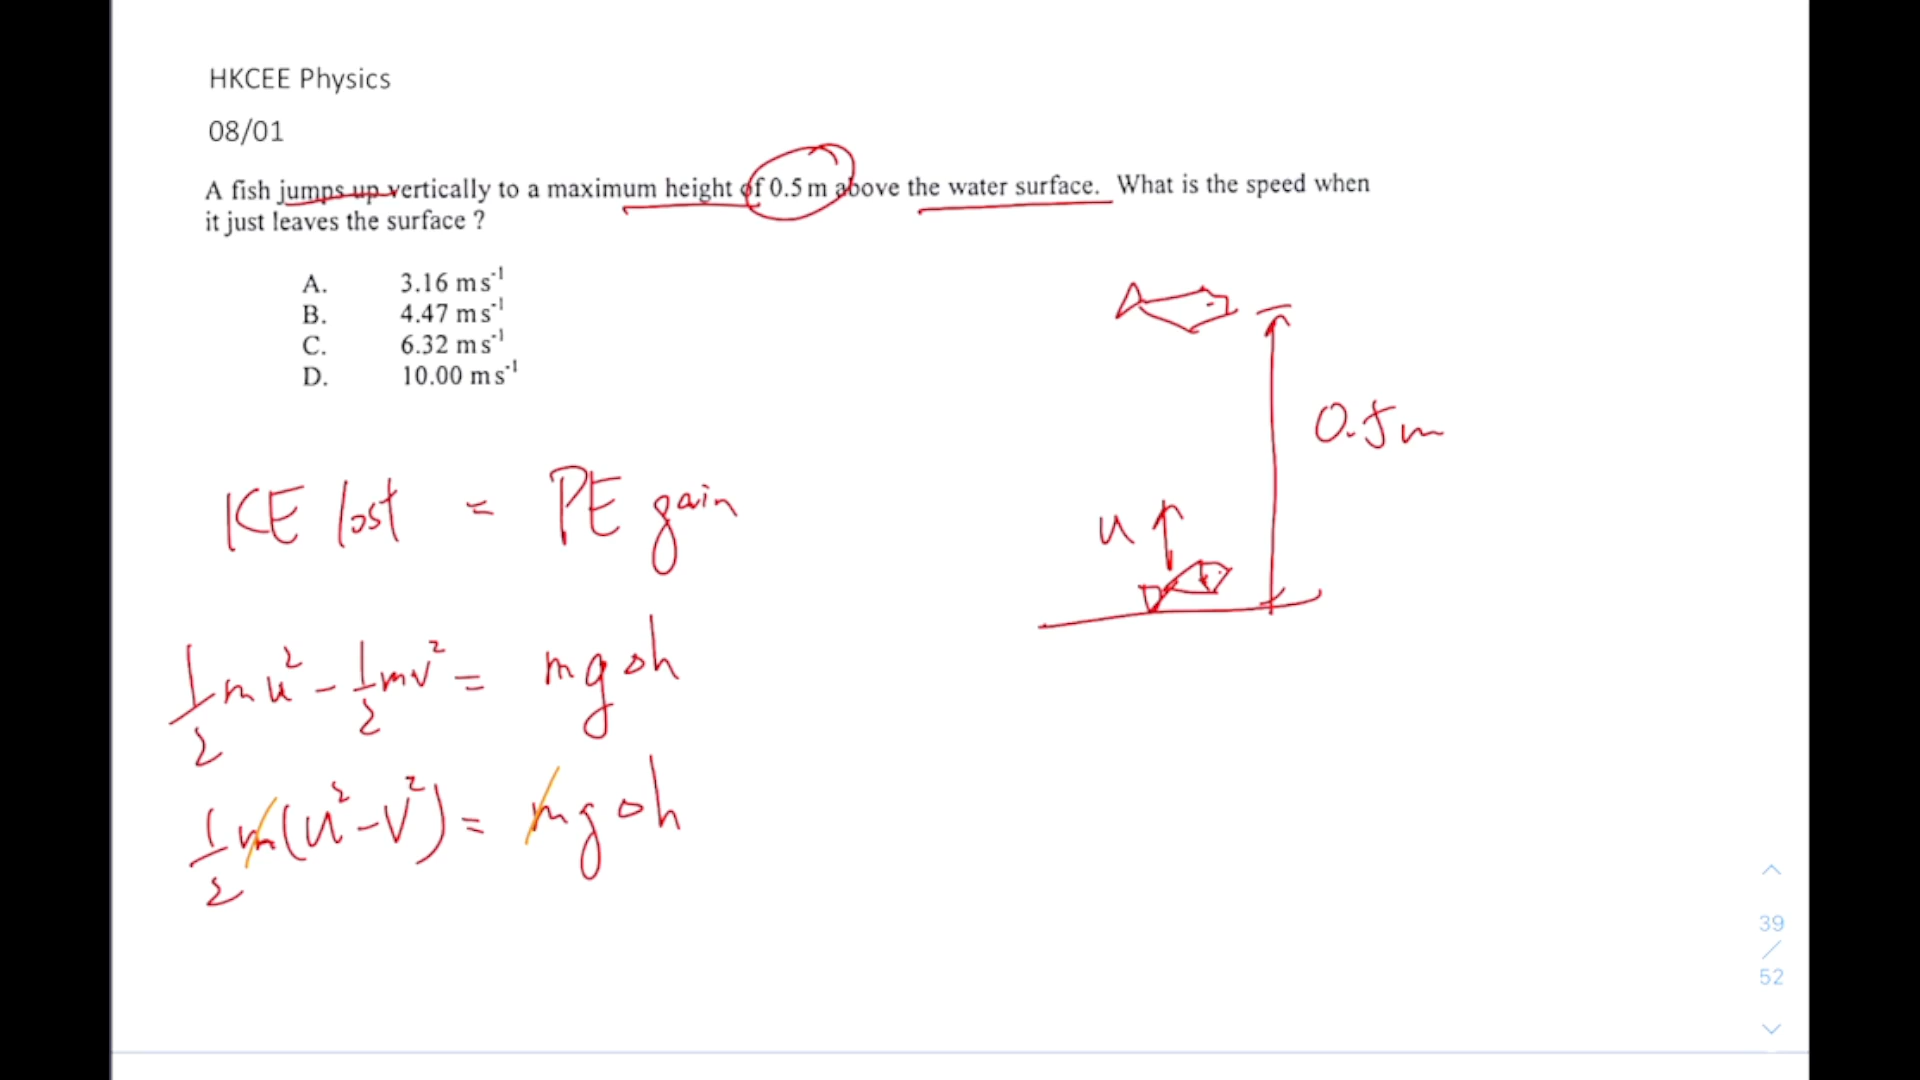 HKCEE Physics
08/01
A fish jumps up vertically to a maximum height of 0.5 m above the water surface. What is the speed when
it just leaves the surface ?
A. 3.16 m s⁻¹
B. 4.47 m s⁻¹
C. 6.32 m s⁻¹
D. 10.00 m s⁻¹
0.5m
u
KE lost = PE gain
1/2 mu² - 1/2 mv² = mg△h
1/2 m(u²-v²) = mg△h
39
/
52